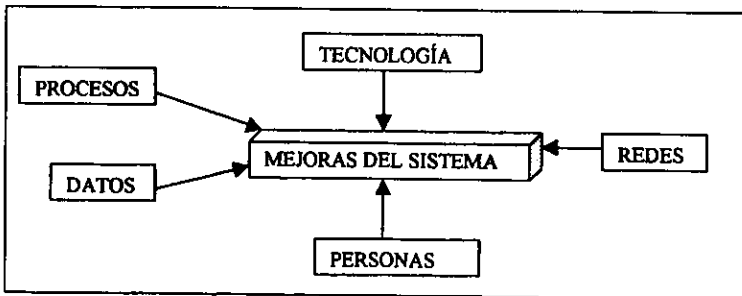 TECNOLOGÍA
PROCESOS
MEJORAS DEL SISTEMA
REDES
DATOS
PERSONAS